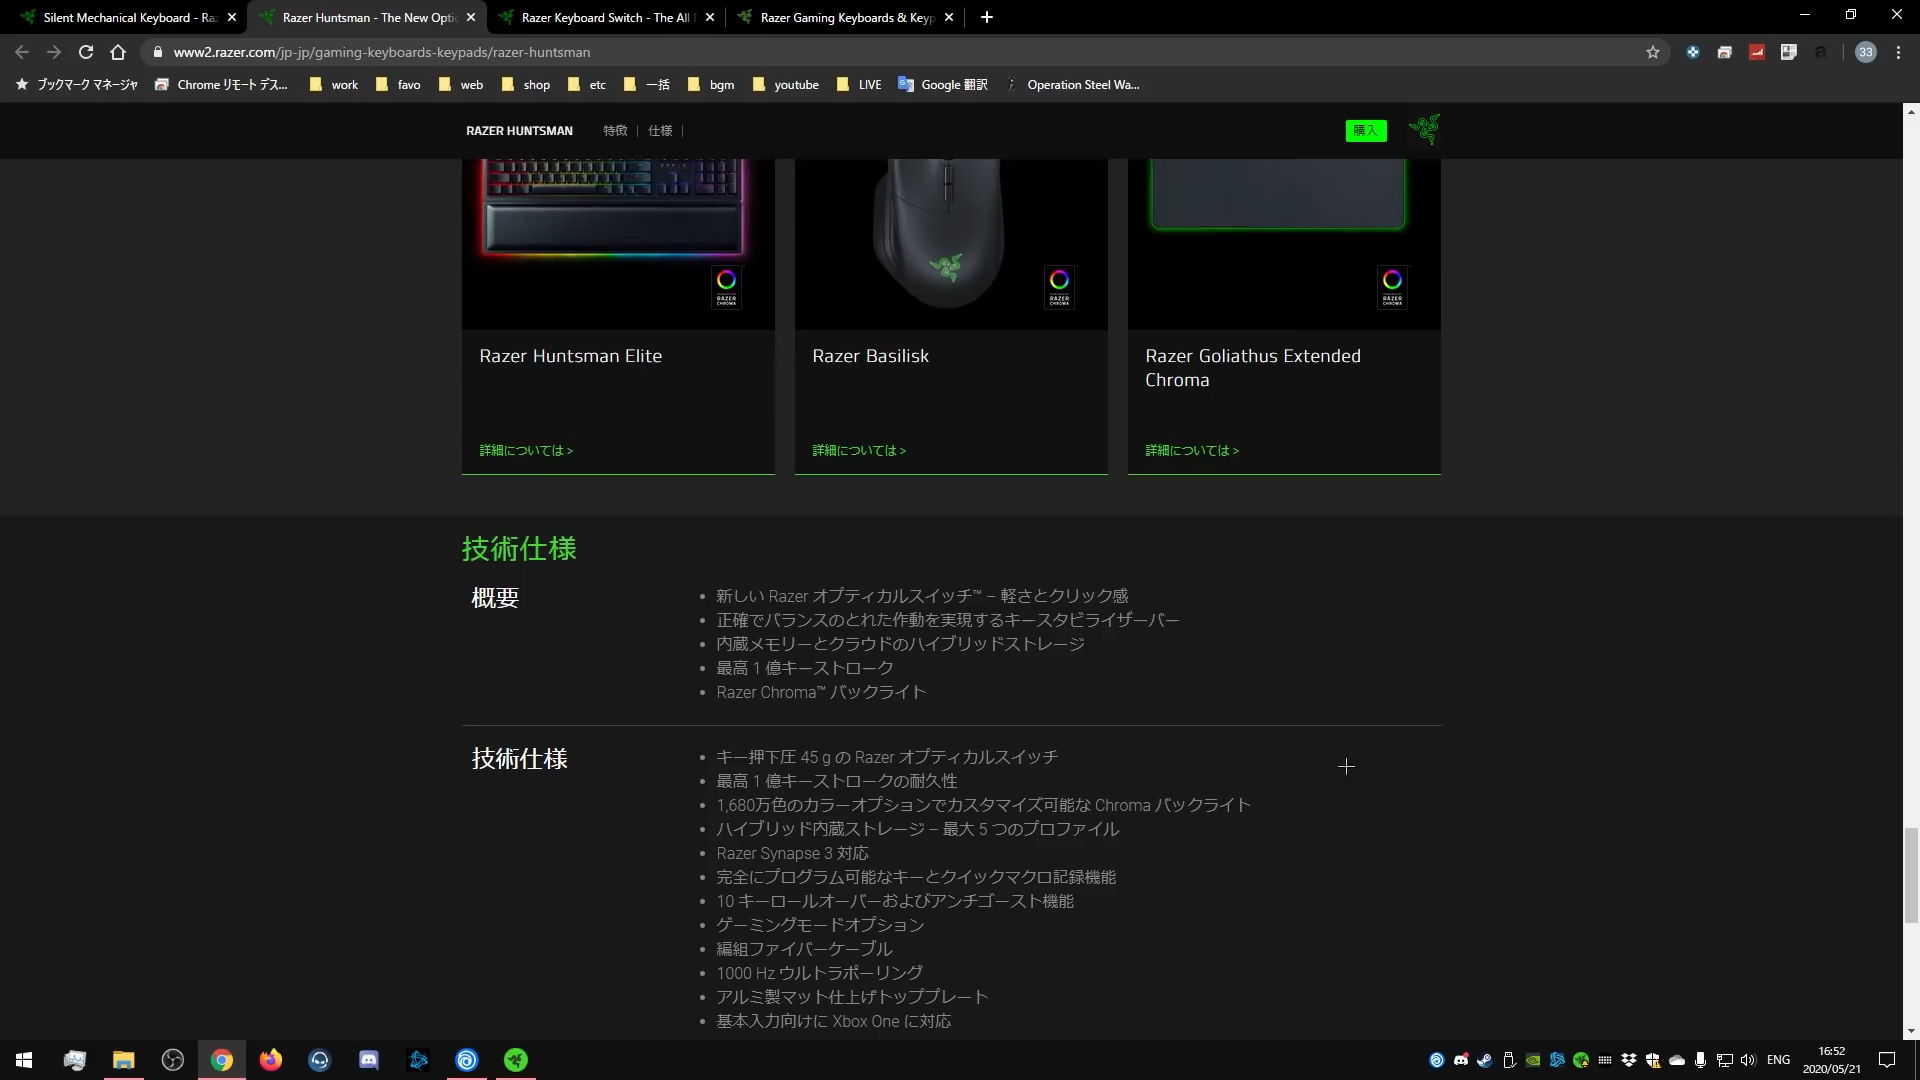 Silent Mechanical Keyboard - Raz
Razer Huntsman - The New Optic
Razer Keyboard Switch - The All N
Razer Gaming Keyboards & Keyp
www2.razer.com/jp-jp/gaming-keyboards-keypads/razer-huntsman
33
ブックマーク マネージャ
Chrome リモート デス...
work
favo
web
shop
etc
一括
bgm
youtube
LIVE
Google 翻訳
Operation Steel Wa...
RAZER HUNTSMAN
特徴 |
仕様 |
購入
RAZER
CHROMA
RAZER
CHROMA
RAZER
CHROMA
Razer Huntsman Elite
Razer Basilisk
Razer Goliathus Extended
Chroma
詳細については >
詳細については >
詳細については >
技術仕様
概要
• 新しい Razer オプティカルスイッチ™ – 軽さとクリック感
• 正確でバランスのとれた作動を実現するキースタビライザーバー
• 内蔵メモリーとクラウドのハイブリッドストレージ
• 最高 1 億キーストローク
• Razer Chroma™ バックライト
技術仕様
• キー押下圧 45 g の Razer オプティカルスイッチ
• 最高 1 億キーストロークの耐久性
• 1,680万色のカラーオプションでカスタマイズ可能な Chroma バックライト
• ハイブリッド内蔵ストレージ – 最大 5 つのプロファイル
• Razer Synapse 3 対応
• 完全にプログラム可能なキーとクイックマクロ記録機能
• 10 キーロールオーバーおよびアンチゴースト機能
• ゲーミングモードオプション
• 編組ファイバーケーブル
• 1000 Hz ウルトラポーリング
• アルミ製マット仕上げトッププレート
• 基本入力向けに Xbox One に対応
ENG
16:52
2020/05/21